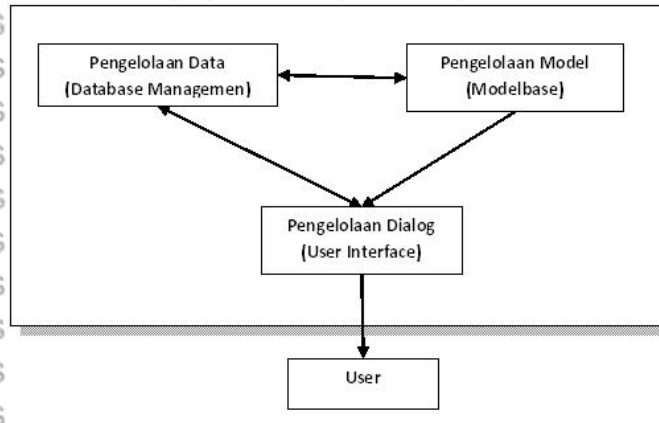 Pengelolaan Data
(Database Managemen)
Pengelolaan Model
(Modelbase)
Pengelolaan Dialog
(User Interface)
User